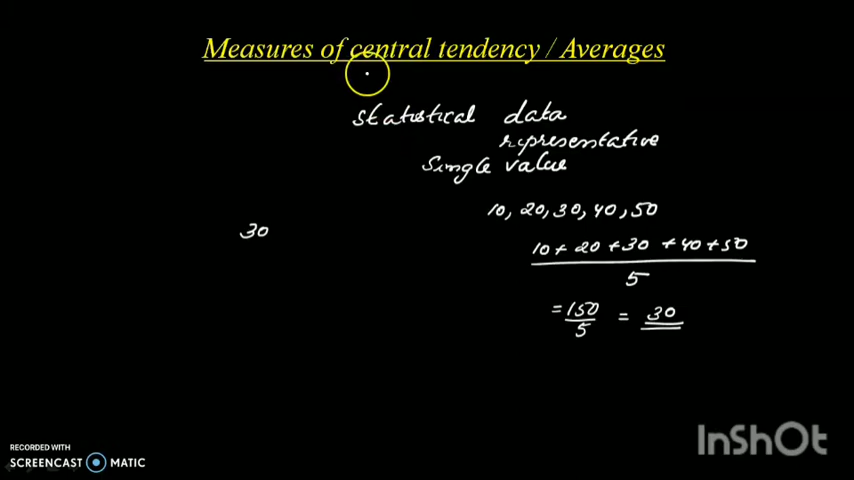 Measures of central tendency / Averages
statistical data
representative
single value
10, 20, 30, 40, 50
30
10 + 20 + 30 + 40 + 50
5
= 150
5
= 30
RECORDED WITH
SCREENCAST MATIC
InShOt